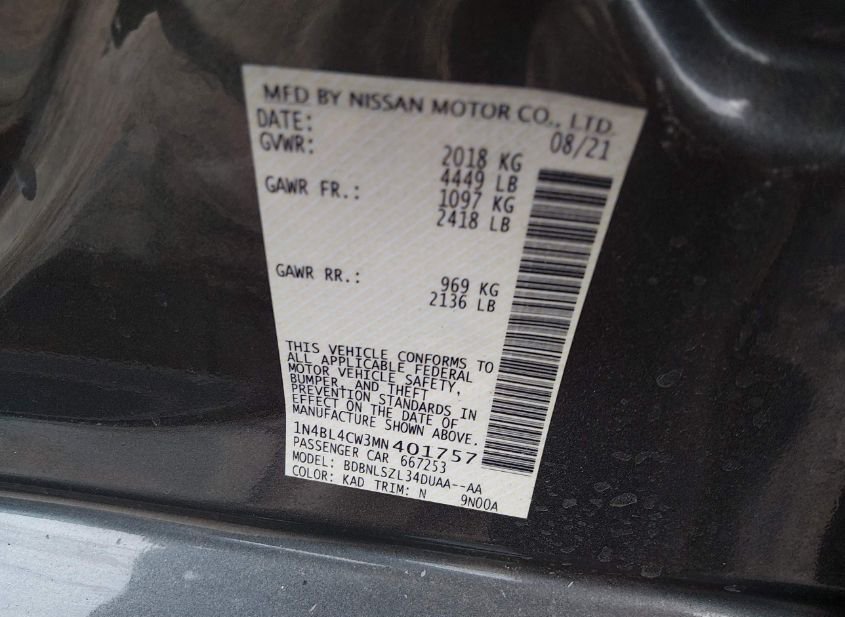 MFD BY NISSAN MOTOR CO., LTD.
DATE: 08/21
GVWR: 2018 KG
4449 LB
GAWR FR.: 1097 KG
2418 LB
GAWR RR.: 969 KG
2136 LB
THIS VEHICLE CONFORMS TO
ALL APPLICABLE FEDERAL
MOTOR VEHICLE SAFETY,
BUMPER, AND THEFT
PREVENTION STANDARDS IN
EFFECT ON THE DATE OF
MANUFACTURE SHOWN ABOVE.
1N4BL4CW3MN401757
PASSENGER CAR 667253
MODEL: BDBNLSZL34DUAA--AA
COLOR: KAD TRIM: N 9N00A